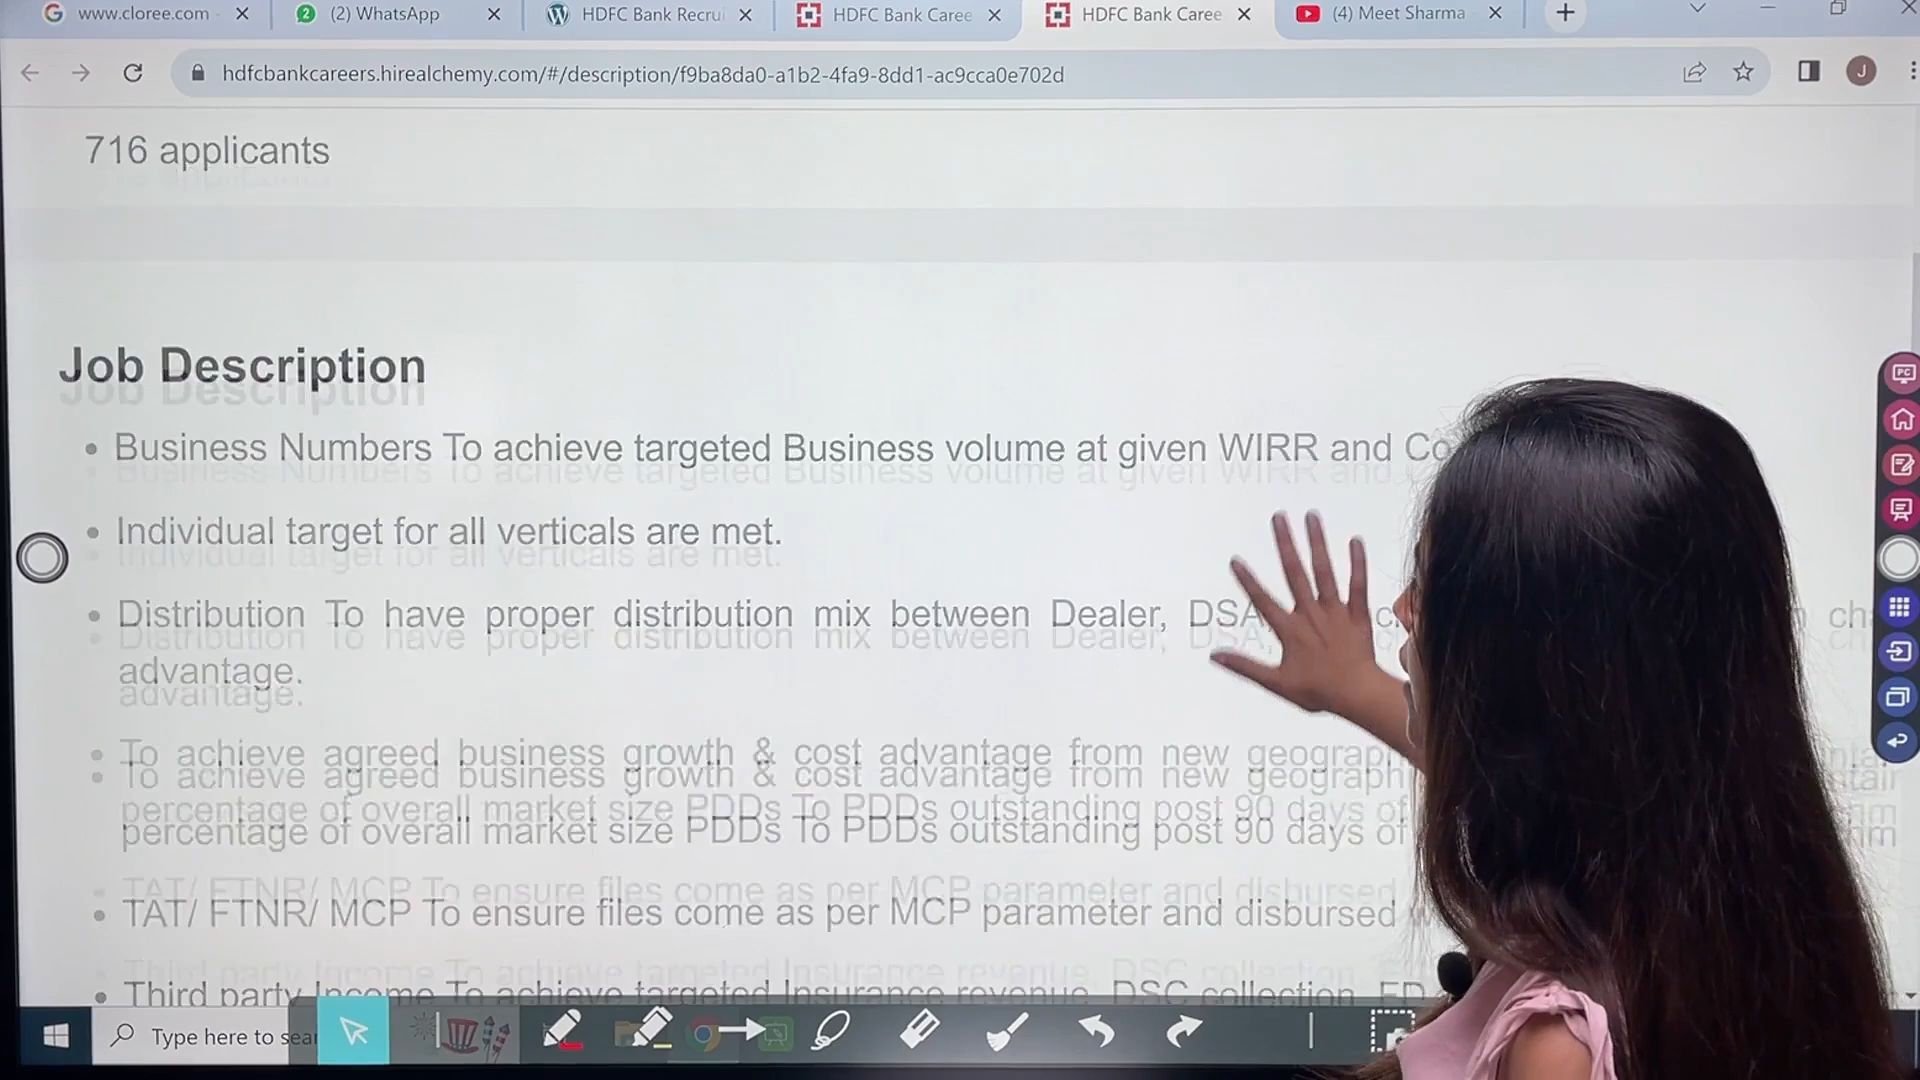 www.cloree.com
(2) WhatsApp
HDFC Bank Recrui
HDFC Bank Caree
HDFC Bank Caree
(4) Meet Sharma
hdfcbankcareers.hirealchemy.com/#/description/f9ba8da0-a1b2-4fa9-8dd1-ac9cca0e702d
J
716 applicants
Job Description
• Business Numbers To achieve targeted Business volume at given WIRR and
• Individual target for all verticals are met.
• Distribution To have proper distribution mix between Dealer, DSA,
advantage.
• To achieve agreed business growth & cost advantage from new
percentage of overall market size PDDs To PDDs outstanding post 90 days of
• TAT/ FTNR/ MCP To ensure files come as per MCP parameter and disbursed
• Third party Income To achieve targeted Insurance revenue, DSC collection,
PC
Type here to